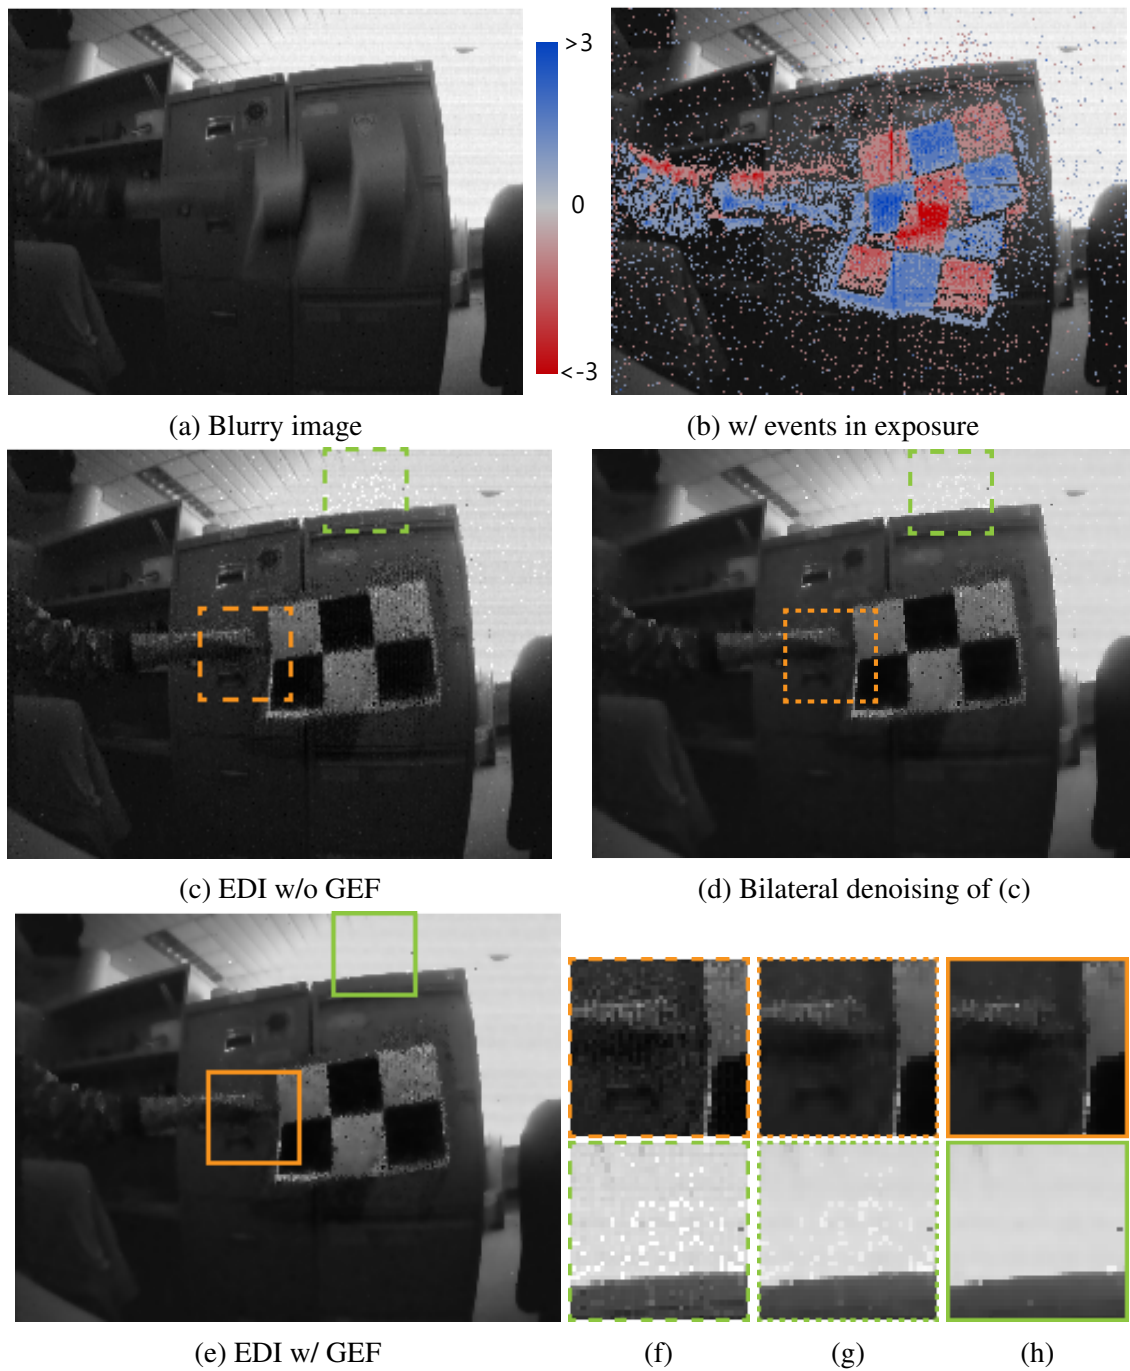 >3
0
<-3
(a) Blurry image
(b) w/ events in exposure
(c) EDI w/o GEF
(d) Bilateral denoising of (c)
(e) EDI w/ GEF
(f)
(g)
(h)